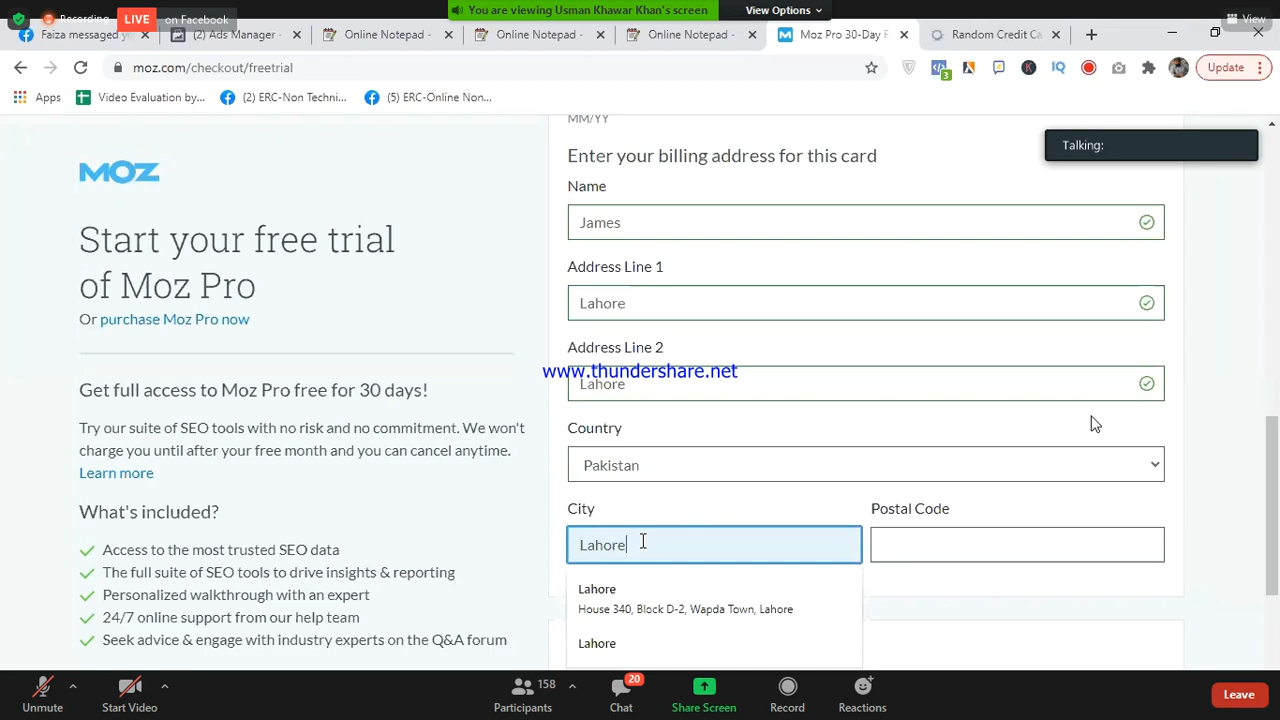 Recording
LIVE
on Facebook
You are viewing Usman Khawar Khan's screen
View Options
View
Faiza messaged y
(2) Ads Manager -
Online Notepad -
Online Notepad -
Online Notepad -
Moz Pro 30-Day F
Random Credit Ca
moz.com/checkout/freetrial
3
IQ
Update
Apps
Video Evaluation by...
(2) ERC-Non Techni...
(5) ERC-Online Non...
MM/YY
Talking:
MOZ
Start your free trial
of Moz Pro
Or purchase Moz Pro now
Get full access to Moz Pro free for 30 days!
Try our suite of SEO tools with no risk and no commitment. We won't
charge you until after your free month and you can cancel anytime.
Learn more
What's included?
Access to the most trusted SEO data
The full suite of SEO tools to drive insights & reporting
Personalized walkthrough with an expert
24/7 online support from our help team
Seek advice & engage with industry experts on the Q&A forum
Enter your billing address for this card
Name
James
Address Line 1
Lahore
Address Line 2
www.thundershare.net
Lahore
Country
Pakistan
City
Postal Code
Lahore
Lahore
House 340, Block D-2, Wapda Town, Lahore
Lahore
Unmute
Start Video
158
Participants
20
Chat
Share Screen
Record
Reactions
Leave